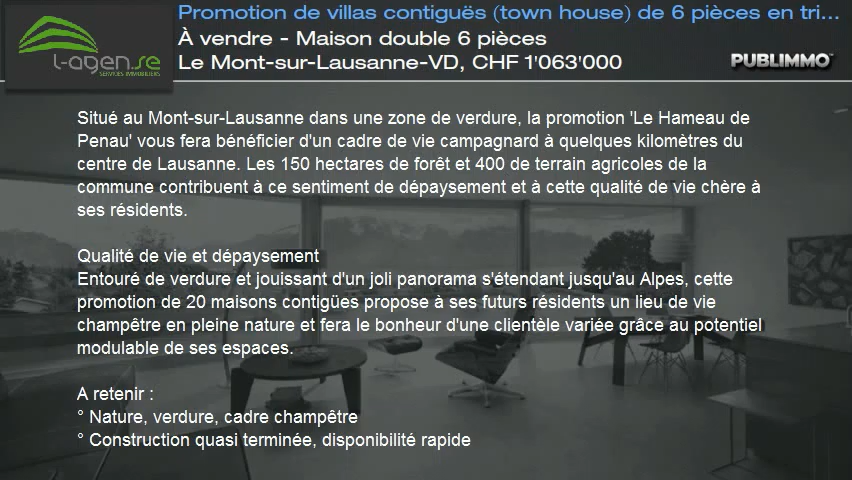 Promotion de villas contiguës (town house) de 6 pièces en tri...
À vendre - Maison double 6 pièces
Le Mont-sur-Lausanne-VD, CHF 1'063'000
l-agen.se
SERVICES IMMOBILIERS
PUBLIMMO
Situé au Mont-sur-Lausanne dans une zone de verdure, la promotion 'Le Hameau de
Penau' vous fera bénéficier d'un cadre de vie campagnard à quelques kilomètres du
centre de Lausanne. Les 150 hectares de forêt et 400 de terrain agricoles de la
commune contribuent à ce sentiment de dépaysement et à cette qualité de vie chère à
ses résidents.
Qualité de vie et dépaysement
Entouré de verdure et jouissant d'un joli panorama s'étendant jusqu'au Alpes, cette
promotion de 20 maisons contigües propose à ses futurs résidents un lieu de vie
champêtre en pleine nature et fera le bonheur d'une clientèle variée grâce au potentiel
modulable de ses espaces.
A retenir :
° Nature, verdure, cadre champêtre
° Construction quasi terminée, disponibilité rapide